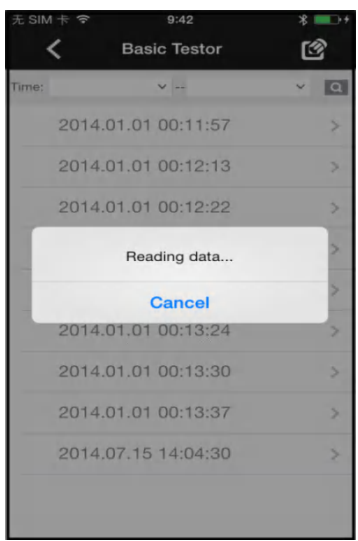 无 SIM 卡 9:42
Basic Testor
Time: --
2014.01.01 00:11:57
2014.01.01 00:12:13
2014.01.01 00:12:22
Reading data...
Cancel
2014.01.01 00:13:24
2014.01.01 00:13:30
2014.01.01 00:13:37
2014.07.15 14:04:30